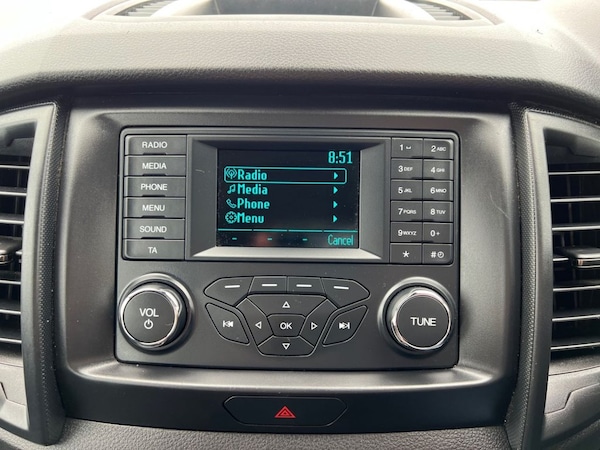 RADIO
MEDIA
PHONE
MENU
SOUND
TA
8:51
Radio
Media
Phone
Menu
Cancel
1
2 ABC
3 DEF
4 GHI
5 JKL
6 MNO
7 PQRS
8 TUV
9 WXYZ
0 +
*
#
VOL
OK
TUNE